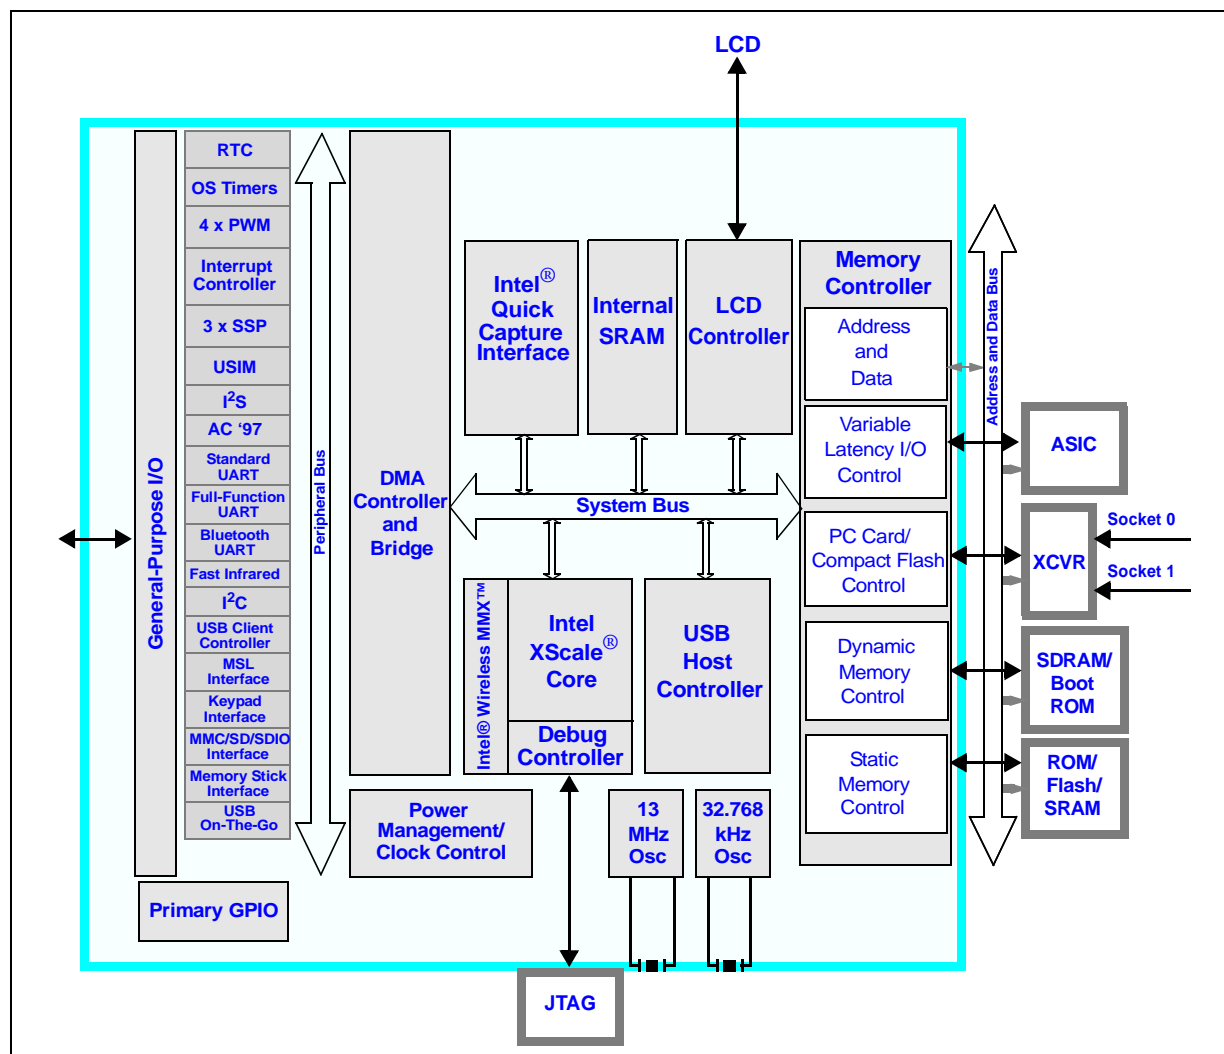 LCD
General-Purpose I/O
RTC
OS Timers
4 x PWM
Interrupt
Controller
3 x SSP
USIM
I²S
AC ‘97
Standard
UART
Full-Function
UART
Bluetooth
UART
Fast Infrared
I²C
USB Client
Controller
MSL
Interface
Keypad
Interface
MMC/SD/SDIO
Interface
Memory Stick
Interface
USB
On-The-Go
Primary GPIO
Peripheral Bus
DMA
Controller
and
Bridge
Power
Management/
Clock Control
Intel®
Quick
Capture
Interface
Internal
SRAM
LCD
Controller
System Bus
Intel® Wireless MMX™
Intel
XScale®
Core
Debug
Controller
USB
Host
Controller
13
MHz
Osc
32.768
kHz
Osc
JTAG
Memory
Controller
Address
and
Data
Variable
Latency I/O
Control
PC Card/
Compact Flash
Control
Dynamic
Memory
Control
Static
Memory
Control
Address and Data Bus
ASIC
XCVR
Socket 0
Socket 1
SDRAM/
Boot
ROM
ROM/
Flash/
SRAM